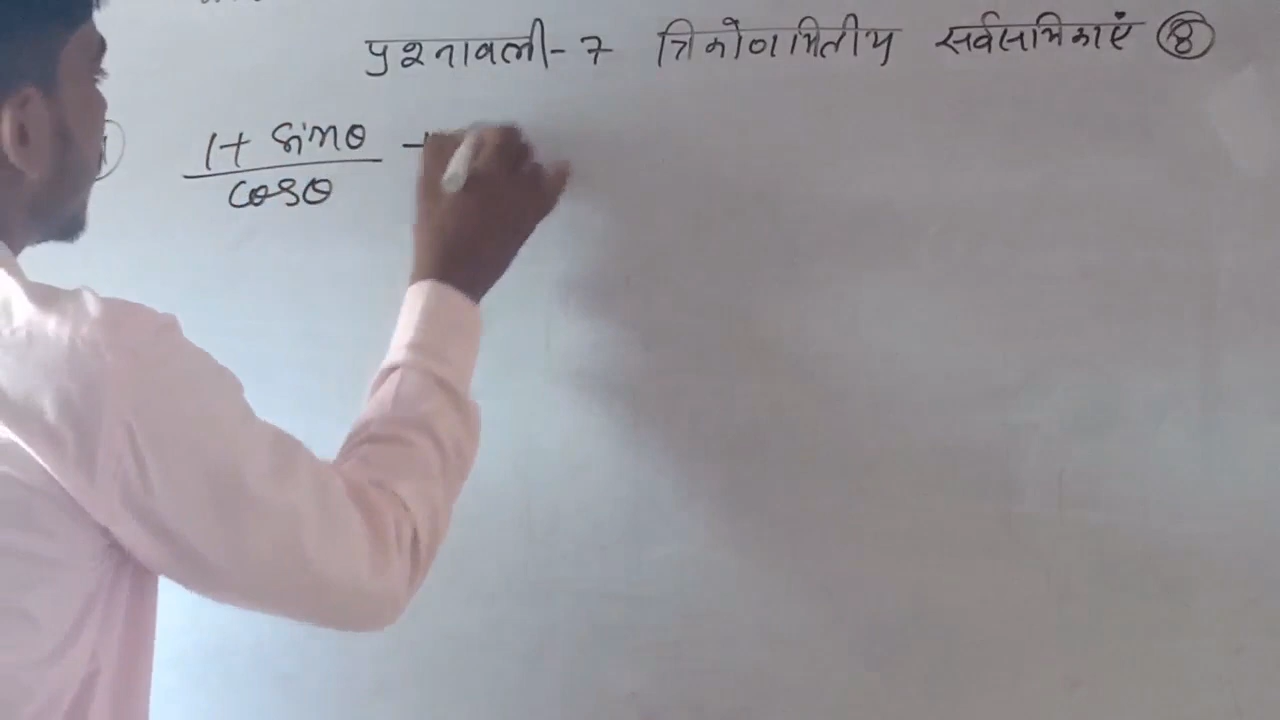 प्रश्नावली-7 त्रिकोणमितीय सर्वसमिकाएं 8
1+ sinθ +
cosθ